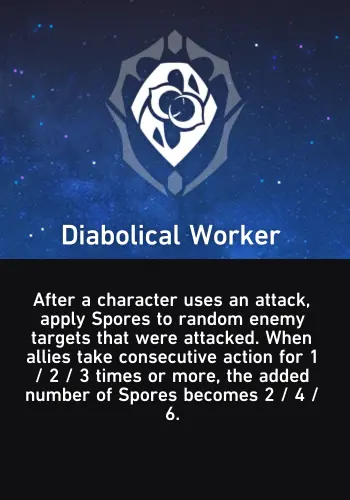 Diabolical Worker
After a character uses an attack,
apply Spores to random enemy
targets that were attacked. When
allies take consecutive action for 1
/ 2 / 3 times or more, the added
number of Spores becomes 2 / 4 /
6.